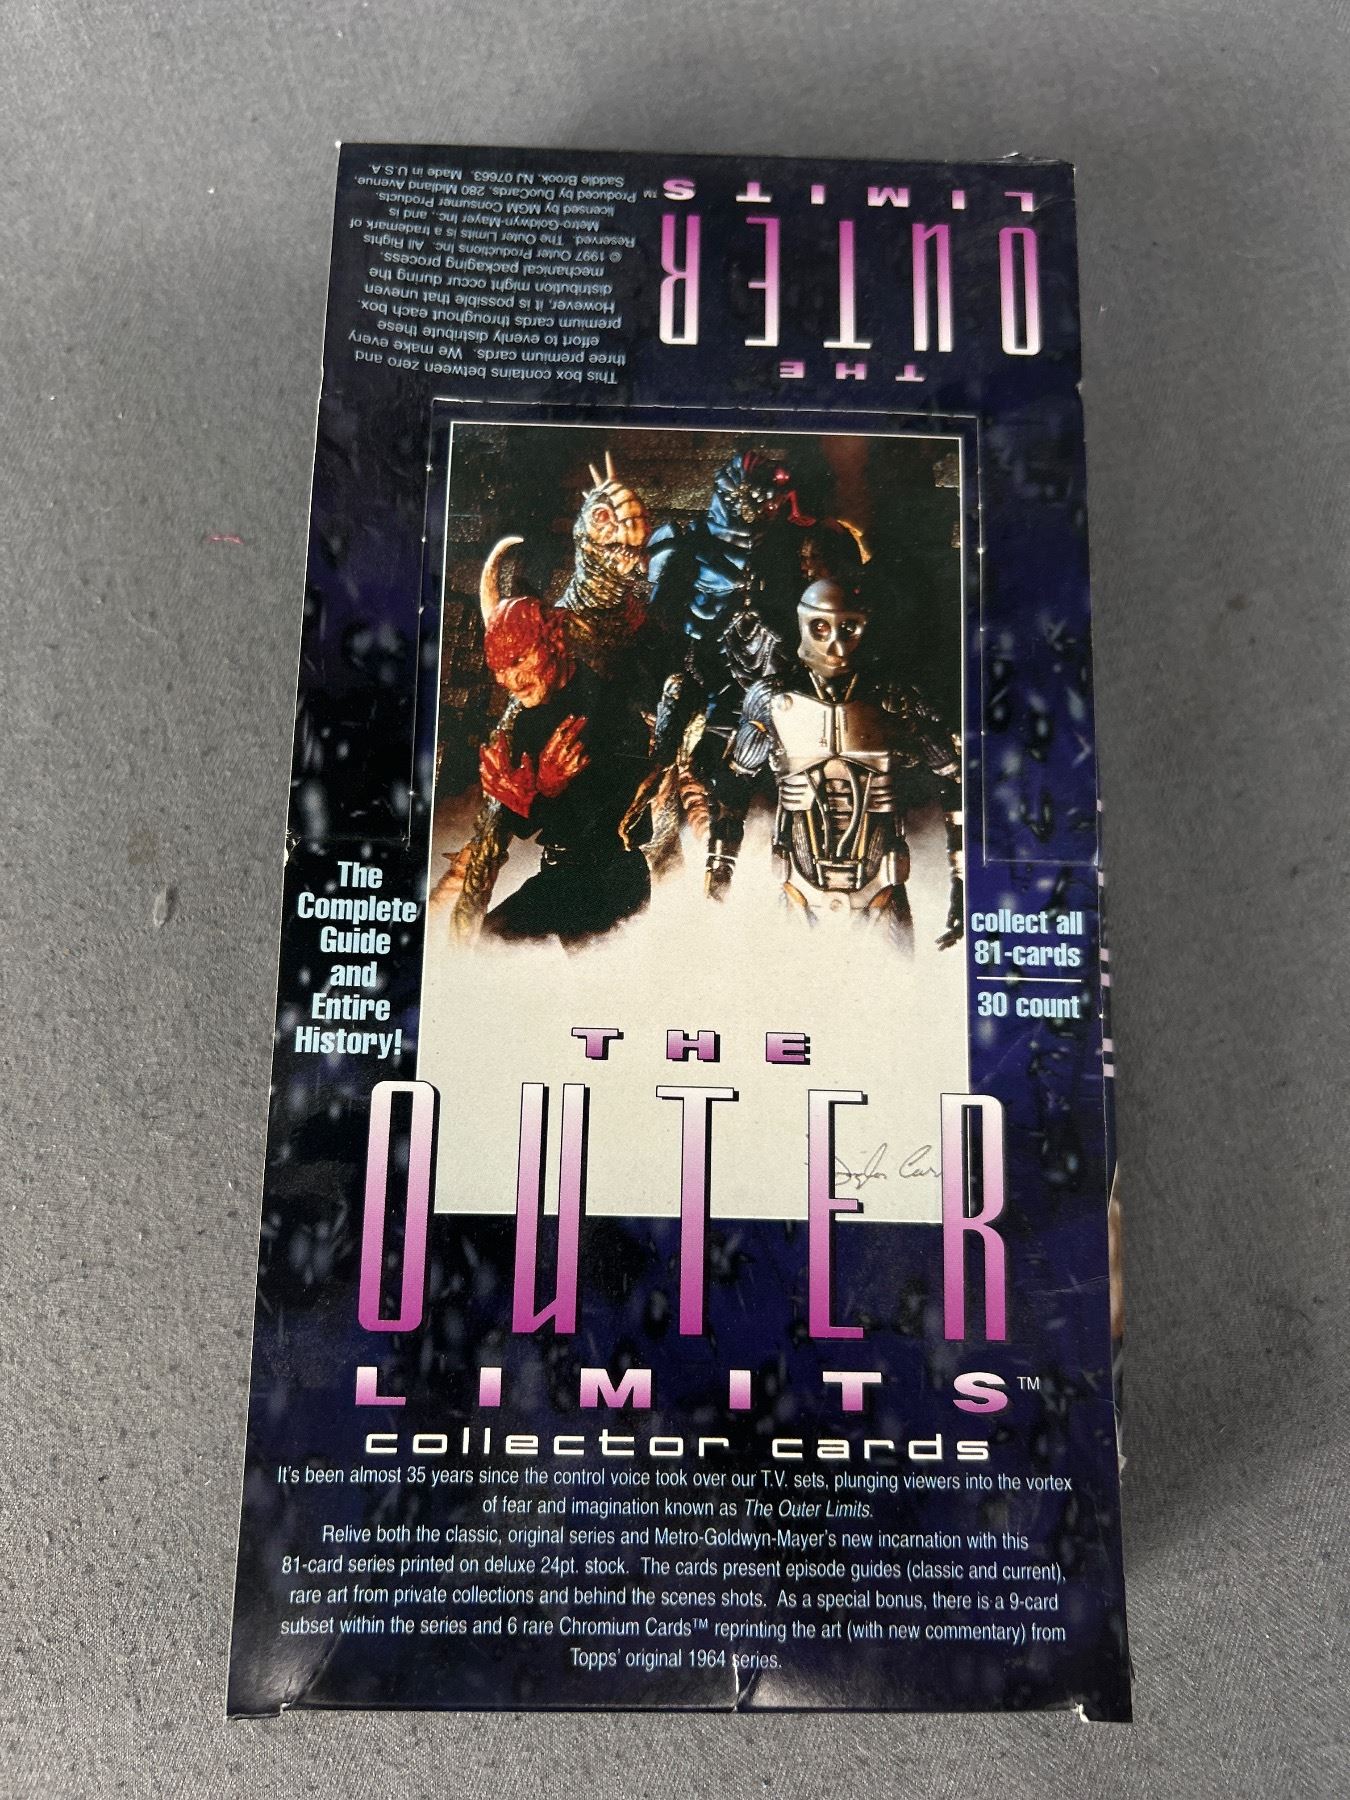 This box contains between zero and
three premium cards. We make every
effort to evenly distribute these
premium cards throughout each box.
However, it is possible that uneven
distribution might occur during the
mechanical packaging process.
© 1997 Outer Productions Inc. All Rights
Reserved. The Outer Limits is a trademark of
Metro-Goldwyn-Mayer Inc., and is
licensed by MGM Consumer Products.
Produced by DuoCards, 280 Midland Avenue,
Saddle Brook, NJ 07663. Made in U.S.A
THE
OUTER
LIMITS™
The
Complete
Guide
and
Entire
History!
collect all
81-cards
30 count
THE
OUTER
LIMITS™
collector cards
It's been almost 35 years since the control voice took over our T.V. sets, plunging viewers into the vortex
of fear and imagination known as The Outer Limits.
Relive both the classic, original series and Metro-Goldwyn-Mayer's new incarnation with this
81-card series printed on deluxe 24pt. stock. The cards present episode guides (classic and current),
rare art from private collections and behind the scenes shots. As a special bonus, there is a 9-card
subset within the series and 6 rare Chromium Cards™ reprinting the art (with new commentary) from
Topps' original 1964 series.